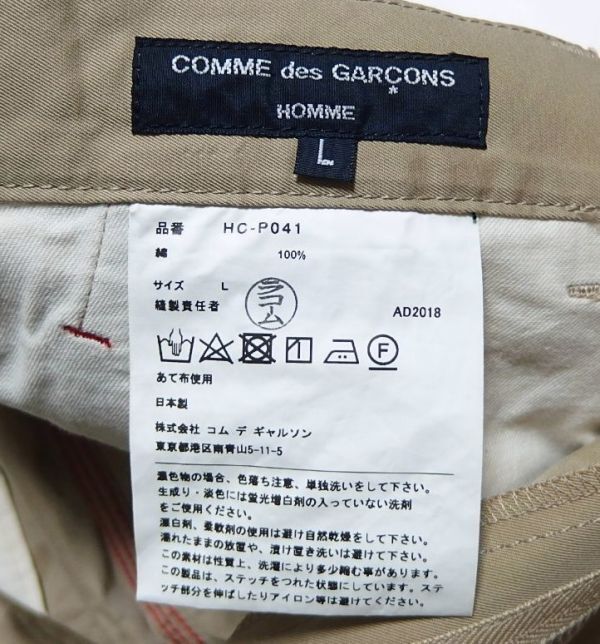 COMME des GARÇONS
HOMME
L
品番 HC-P041
綿 100%
サイズ L
縫製責任者 AD2018
ラコム
F
あて布使用
日本製
株式会社 コム デ ギャルソン
東京都港区南青山5-11-5
濃色物の場合、色落ち注意、単独洗いをして下さい。
生成り・淡色には蛍光増白剤の入っていない洗剤
をご使用ください。
漂白剤、柔軟剤の使用は避け自然乾燥をして下さい。
濡れたままの放置や、漬け置き洗いは避けて下さい。
この素材は性質上、洗濯により多少縮む事が有ります。
この製品は、ステッチをつれた状態にしています。ステ
ッチ部分を伸ばしたりアイロン等は避けて下さい。